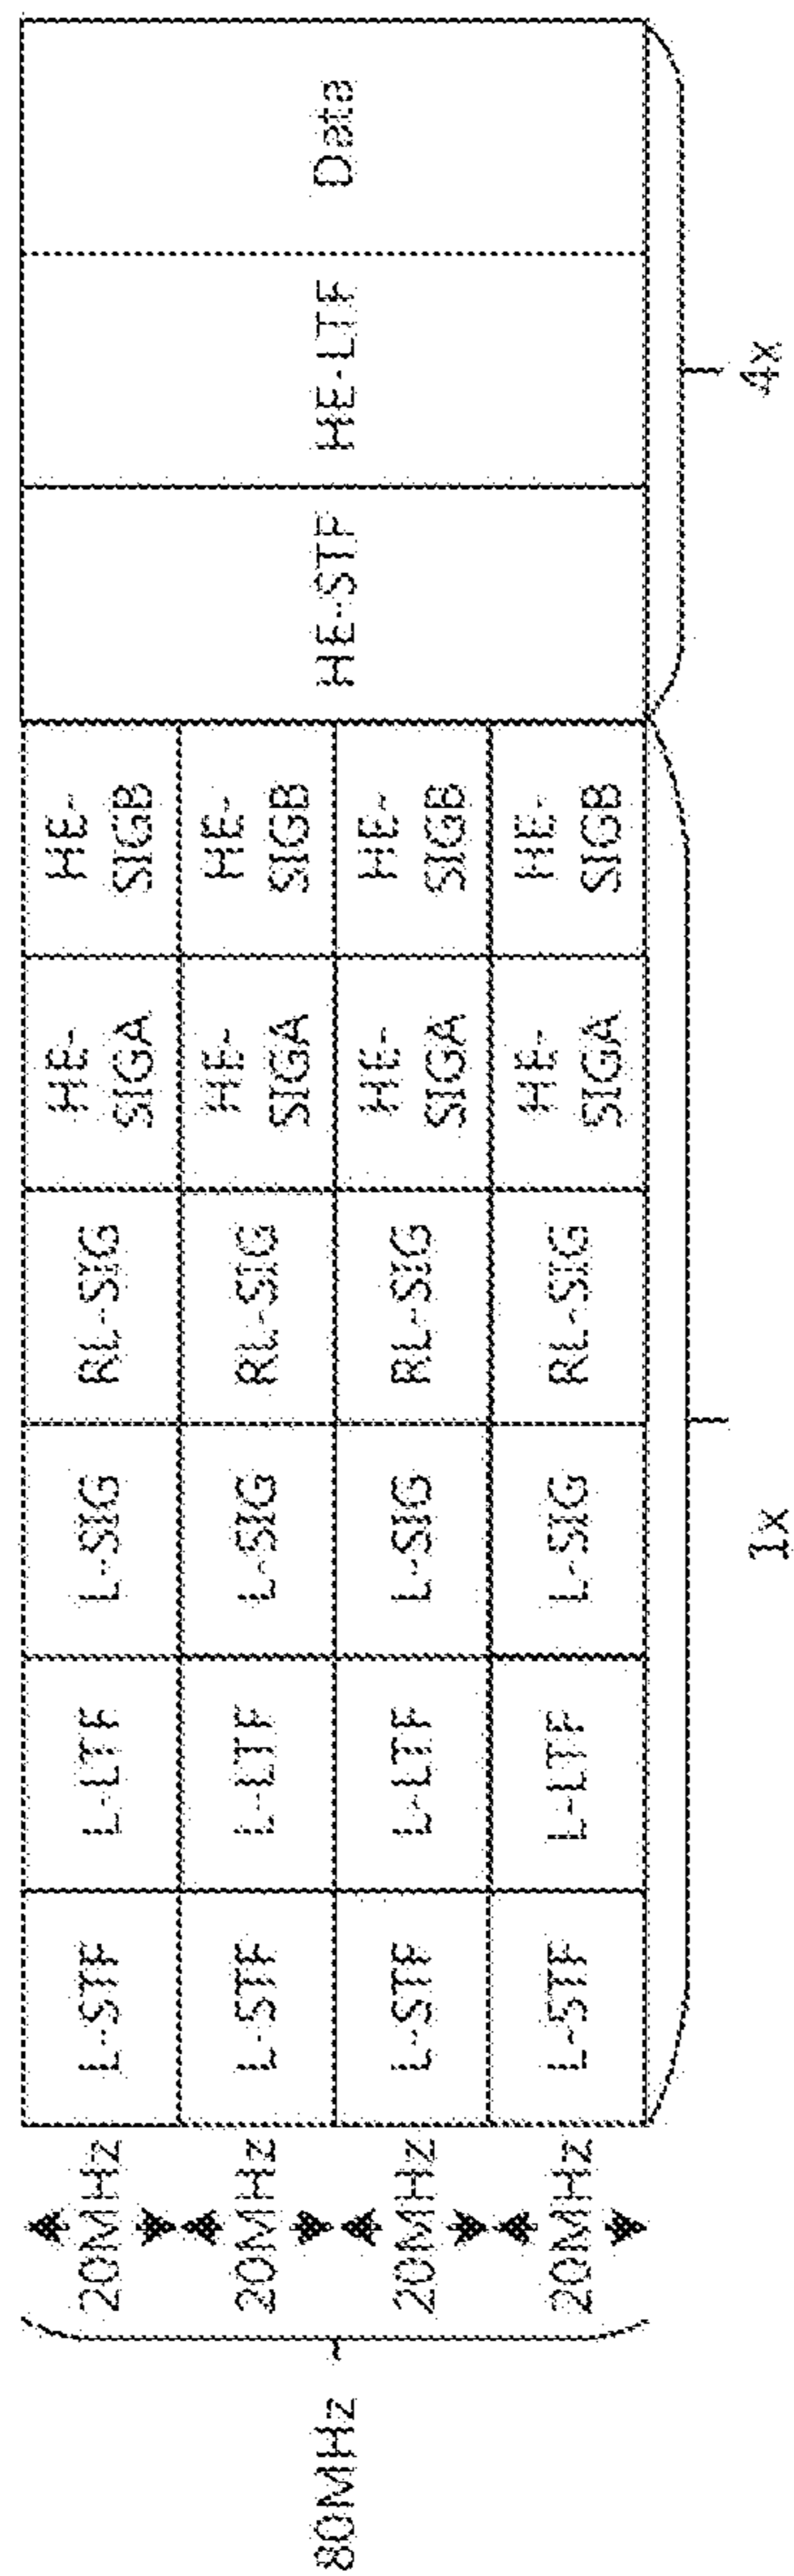 80MHz
20MHz
L-STF
L-LTF
L-SIG
RL-SIG
HE-
SIGA
HE-
SIGB
20MHz
L-STF
L-LTF
L-SIG
RL-SIG
HE-
SIGA
HE-
SIGB
20MHz
L-STF
L-LTF
L-SIG
RL-SIG
HE-
SIGA
HE-
SIGB
20MHz
L-STF
L-LTF
L-SIG
RL-SIG
HE-
SIGA
HE-
SIGB
HE-STF
HE-LTF
Data
1x
4x